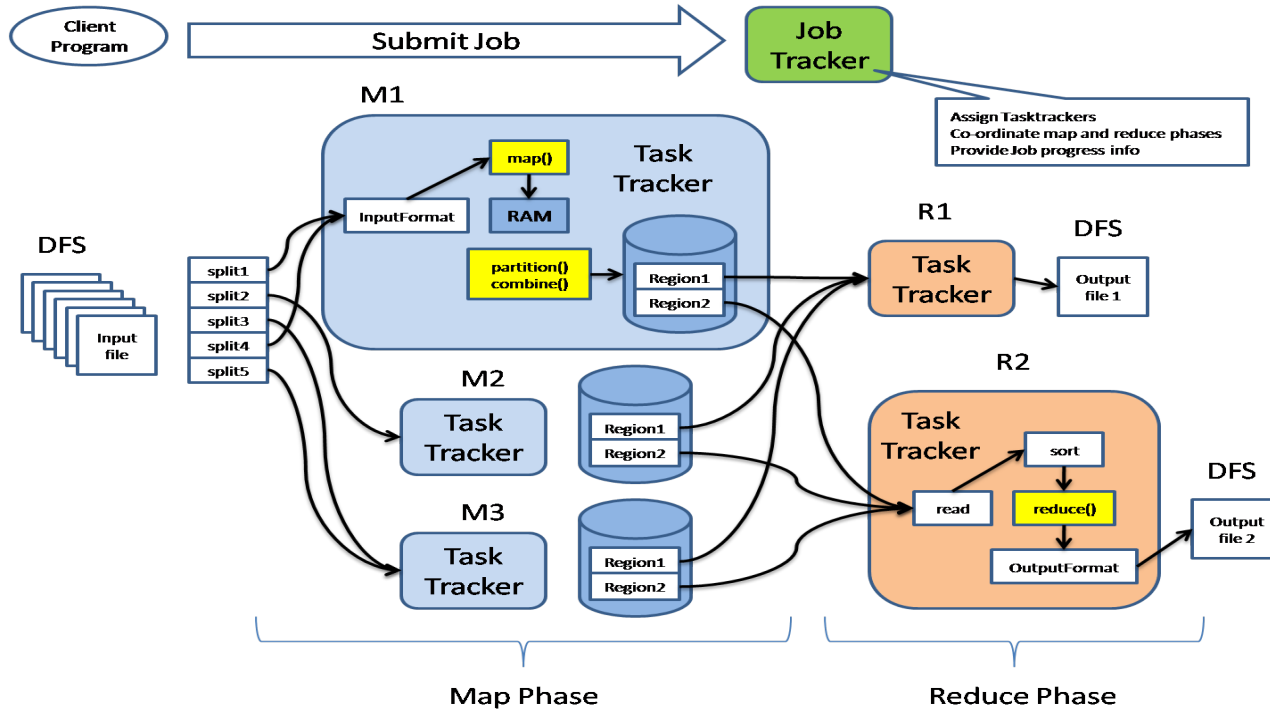 Client
Program
Submit Job
Job
Tracker
Assign Tasktrackers
Co-ordinate map and reduce phases
Provide Job progress info
M1
Task
Tracker
map()
InputFormat
RAM
partition()
combine()
Region1
Region2
DFS
Input
file
split1
split2
split3
split4
split5
M2
Task
Tracker
Region1
Region2
M3
Task
Tracker
Region1
Region2
R1
Task
Tracker
DFS
Output
file 1
R2
Task
Tracker
sort
read
reduce()
OutputFormat
DFS
Output
file 2
Map Phase
Reduce Phase